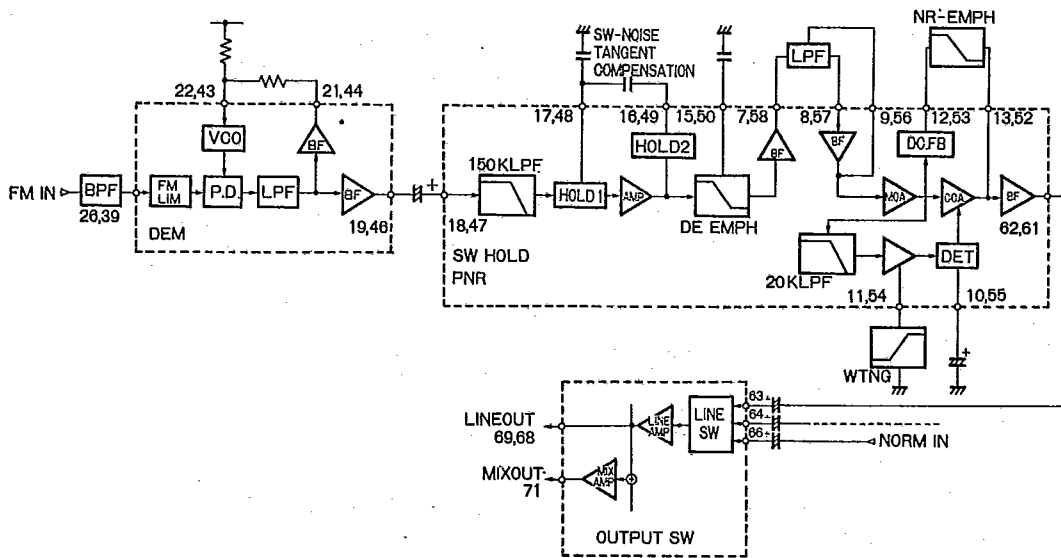 NR-EMPH
SW-NOISE
TANGENT
COMPENSATION
LPF
22,43
21,44
17,48
16,49
15,50
7,58
8,57
9,56
12,53
13,52
VCO
BF
HOLD2
BF
BF
DC.FB
150KLPF
FM IN
BPF
FM
LIM
P.D.
LPF
BF
+
HOLD1
AMP
MOA
COA
BF
26,39
19,46
18,47
DE EMPH
62,61
DEM
SW HOLD
PNR
DET
20KLPF
11,54
10,55
WTNG
+
LINEOUT
69,68
LINE
AMP
LINE
SW
63+
64+
66+
NORM IN
MIXOUT
71
MIX
AMP
+
OUTPUT SW